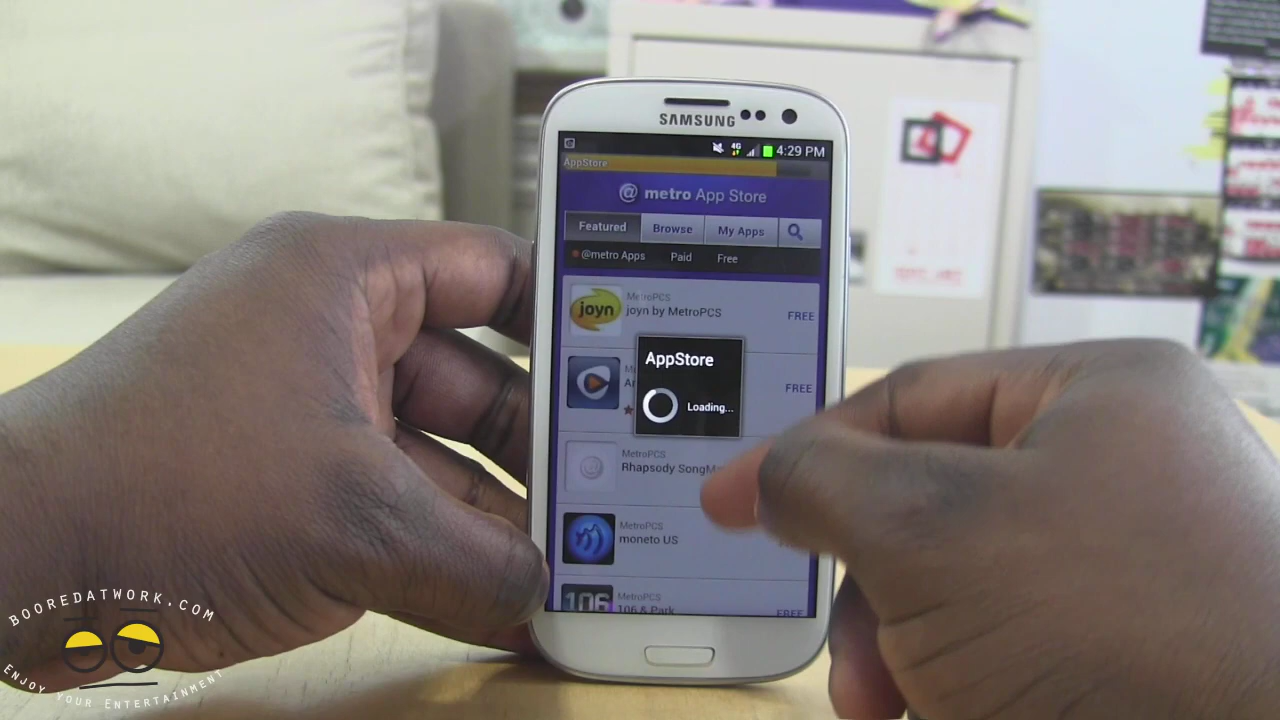 SAMSUNG
4G 4:29 PM
AppStore
@ metro App Store
Featured Browse My Apps
@metro Apps Paid Free
MetroPCS
joyn joyn by MetroPCS FREE
AppStore
FREE
Loading...
MetroPCS
Rhapsody
MetroPCS
moneto US
MetroPCS
106 106 & Park FREE
BOOREDATWORK.COM
ENJOY YOUR ENTERTAINMENT